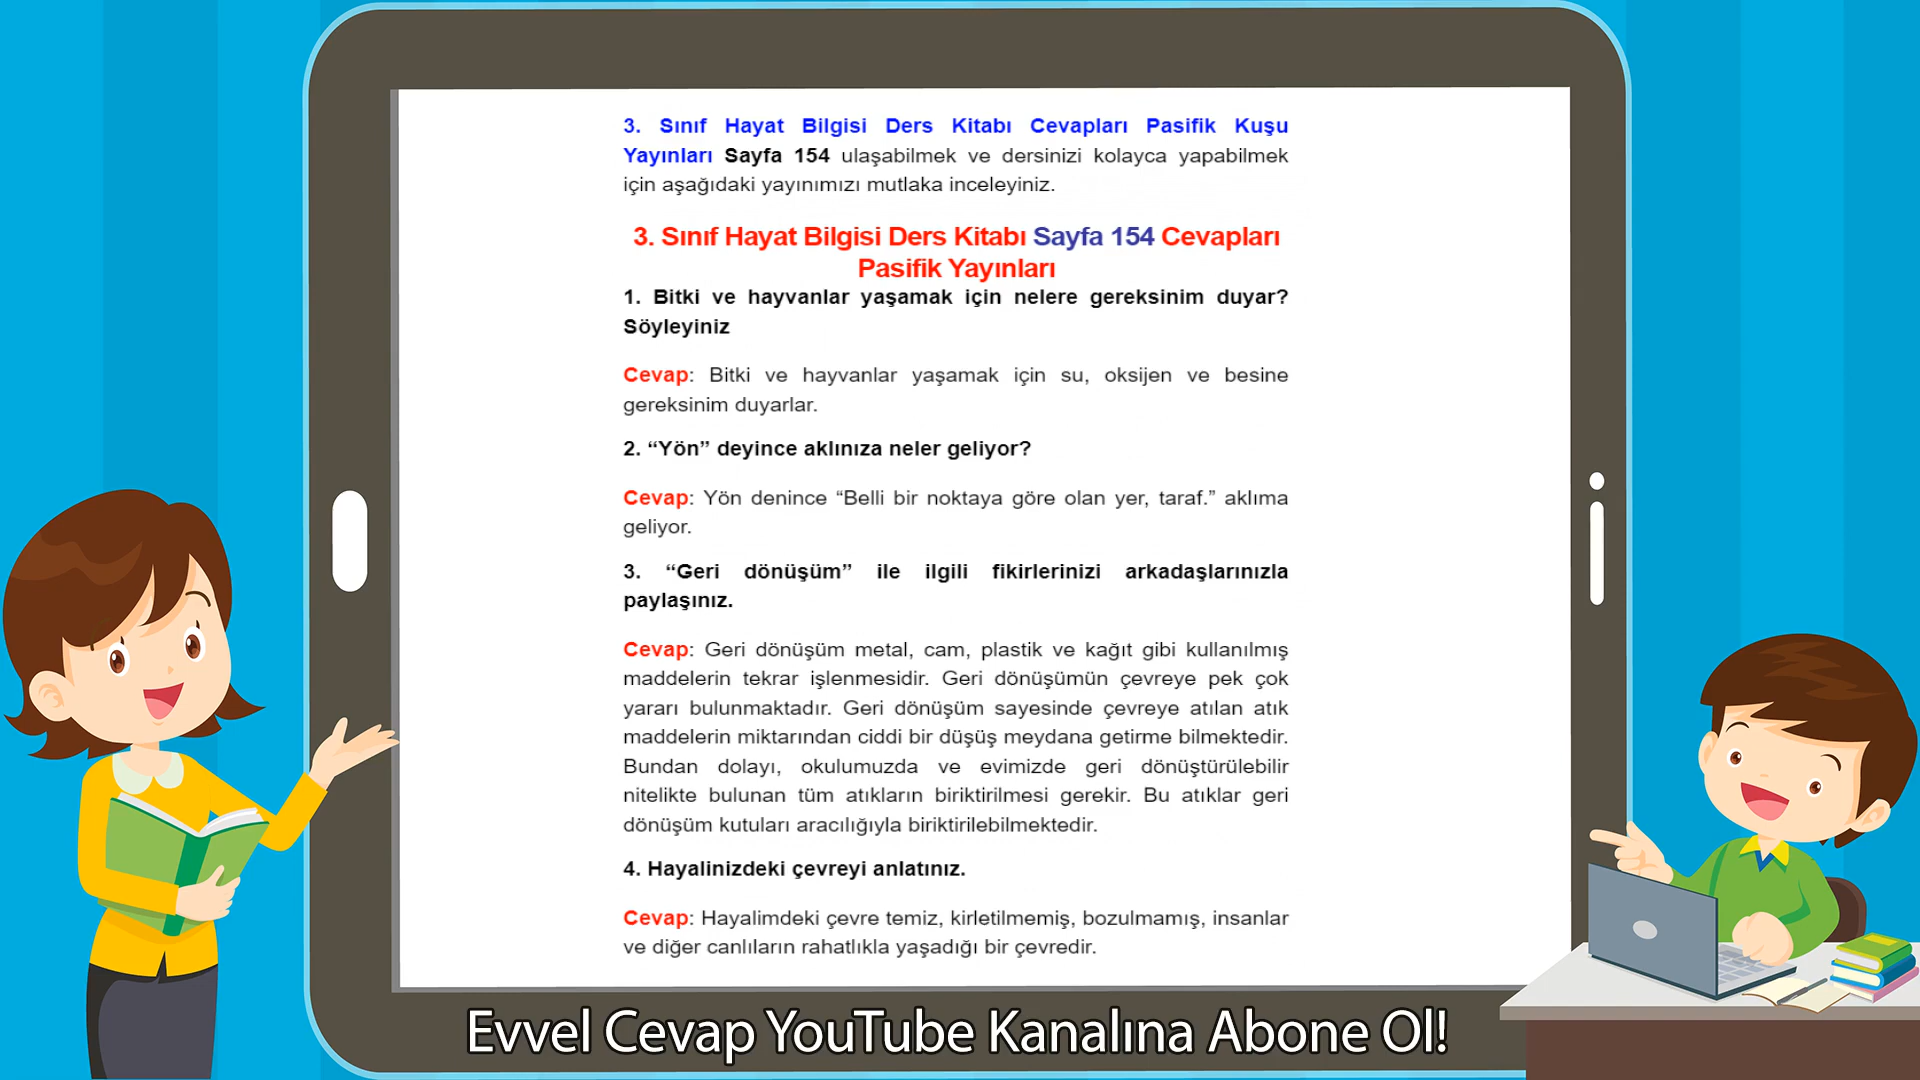 3. Sınıf Hayat Bilgisi Ders Kitabı Cevapları Pasifik Kuşu
Yayınları Sayfa 154 ulaşabilmek ve dersinizi kolayca yapabilmek
için aşağıdaki yayınımızı mutlaka inceleyiniz.
3. Sınıf Hayat Bilgisi Ders Kitabı Sayfa 154 Cevapları
Pasifik Yayınları
1. Bitki ve hayvanlar yaşamak için nelere gereksinim duyar?
Söyleyiniz
Cevap: Bitki ve hayvanlar yaşamak için su, oksijen ve besine
gereksinim duyarlar.
2. “Yön” deyince aklınıza neler geliyor?
Cevap: Yön denince “Belli bir noktaya göre olan yer, taraf.” aklıma
geliyor.
3. “Geri dönüşüm” ile ilgili fikirlerinizi arkadaşlarınızla
paylaşınız.
Cevap: Geri dönüşüm metal, cam, plastik ve kağıt gibi kullanılmış
maddelerin tekrar işlenmesidir. Geri dönüşümün çevreye pek çok
yararı bulunmaktadır. Geri dönüşüm sayesinde çevreye atılan atık
maddelerin miktarından ciddi bir düşüş meydana getirme bilmektedir.
Bundan dolayı, okulumuzda ve evimizde geri dönüştürülebilir
nitelikte bulunan tüm atıkların biriktirilmesi gerekir. Bu atıklar geri
dönüşüm kutuları aracılığıyla biriktirilebilmektedir.
4. Hayalinizdeki çevreyi anlatınız.
Cevap: Hayalimdeki çevre temiz, kirletilmemiş, bozulmamış, insanlar
ve diğer canlıların rahatlıkla yaşadığı bir çevredir.
Evvel Cevap YouTube Kanalına Abone Ol!